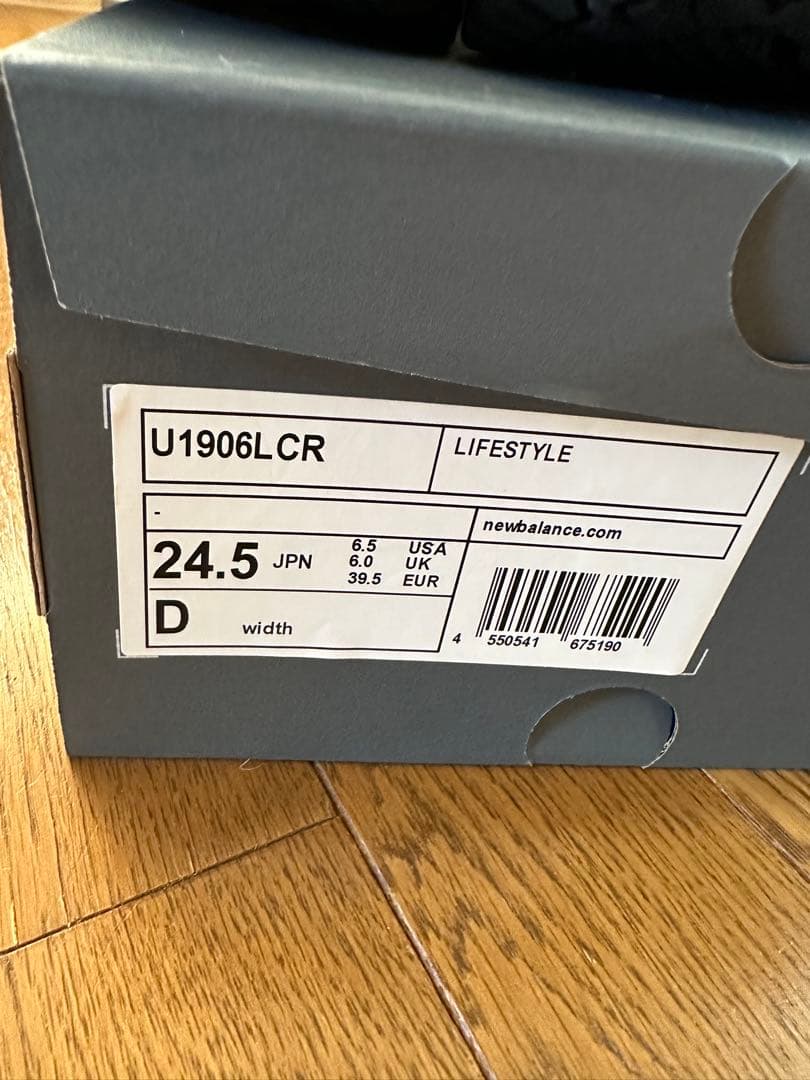 U1906LCR
LIFESTYLE
-
newbalance.com
24.5 JPN
6.5 USA
6.0 UK
39.5 EUR
D width
4 550541 675190